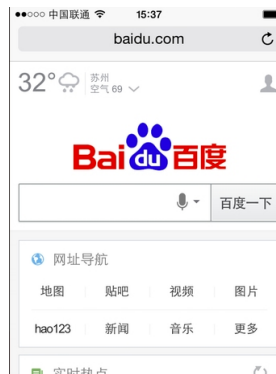 中国联通 15:37
baidu.com
32° 苏州
空气 69
Bai du 百度
百度一下
网址导航
地图 贴吧 视频 图片
hao123 新闻 音乐 更多
实时热点